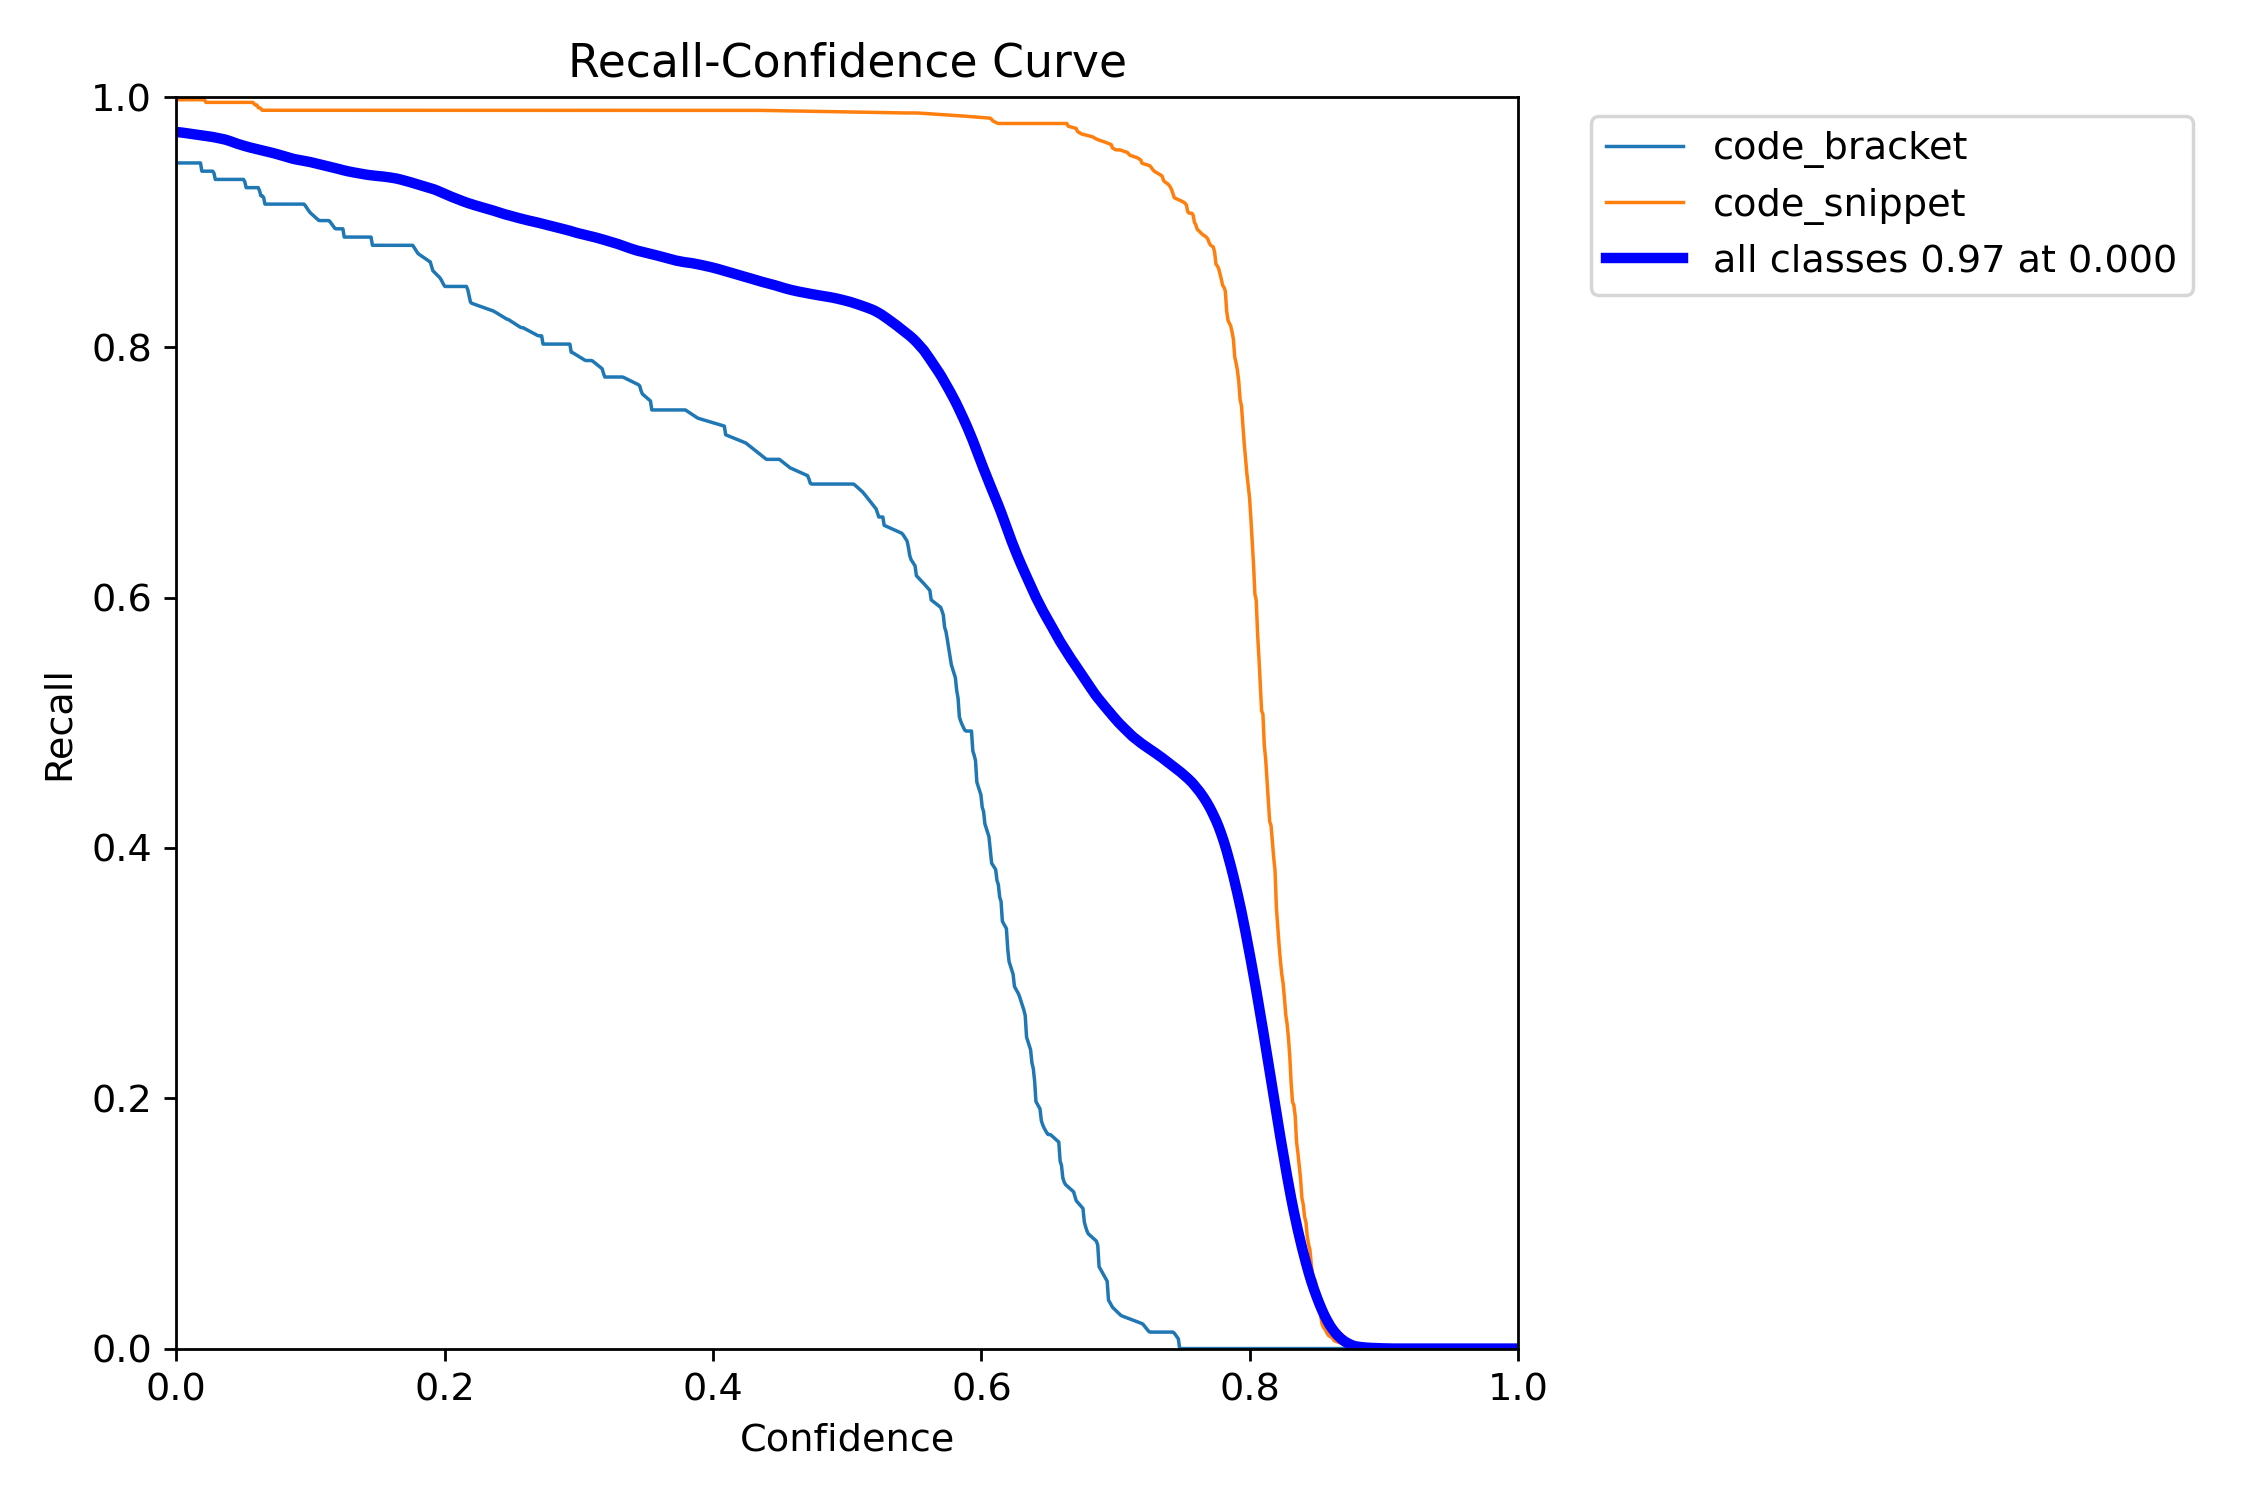 Recall-Confidence Curve
1.0
0.8
0.6
0.4
0.2
0.0
Recall
0.0 0.2 0.4 0.6 0.8 1.0
Confidence
code_bracket
code_snippet
all classes 0.97 at 0.000